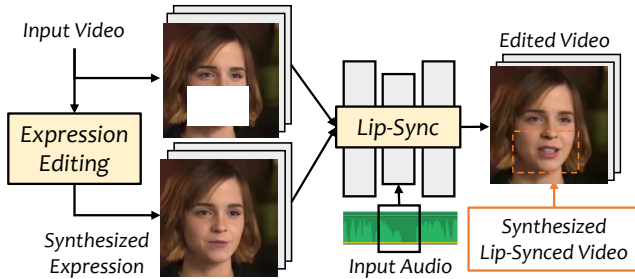 Input Video
Edited Video
Expression
Editing
Lip-Sync
Synthesized
Expression
Input Audio
Synthesized
Lip-Synced Video